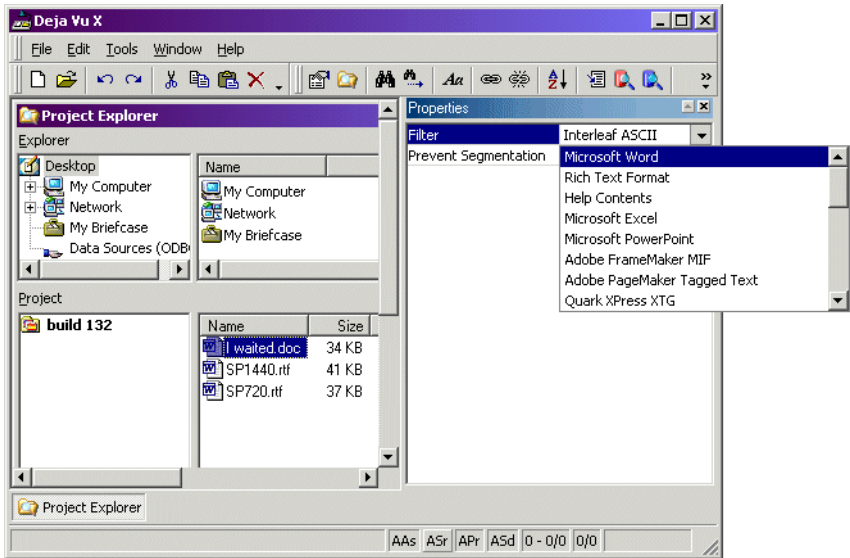 Deja Vu X
File Edit Tools Window Help
Aa A Z »
Project Explorer
Explorer
Desktop
My Computer
Network
My Briefcase
Data Sources (ODB
Name
My Computer
Network
My Briefcase
Project
build 132
Name Size
I waited.doc 34 KB
SP1440.rtf 41 KB
SP720.rtf 37 KB
Properties
Filter Interleaf ASCII
Prevent Segmentation
Microsoft Word
Rich Text Format
Help Contents
Microsoft Excel
Microsoft PowerPoint
Adobe FrameMaker MIF
Adobe PageMaker Tagged Text
Quark XPress XTG
Project Explorer
AAs ASr APr ASd 0 - 0/0 0/0